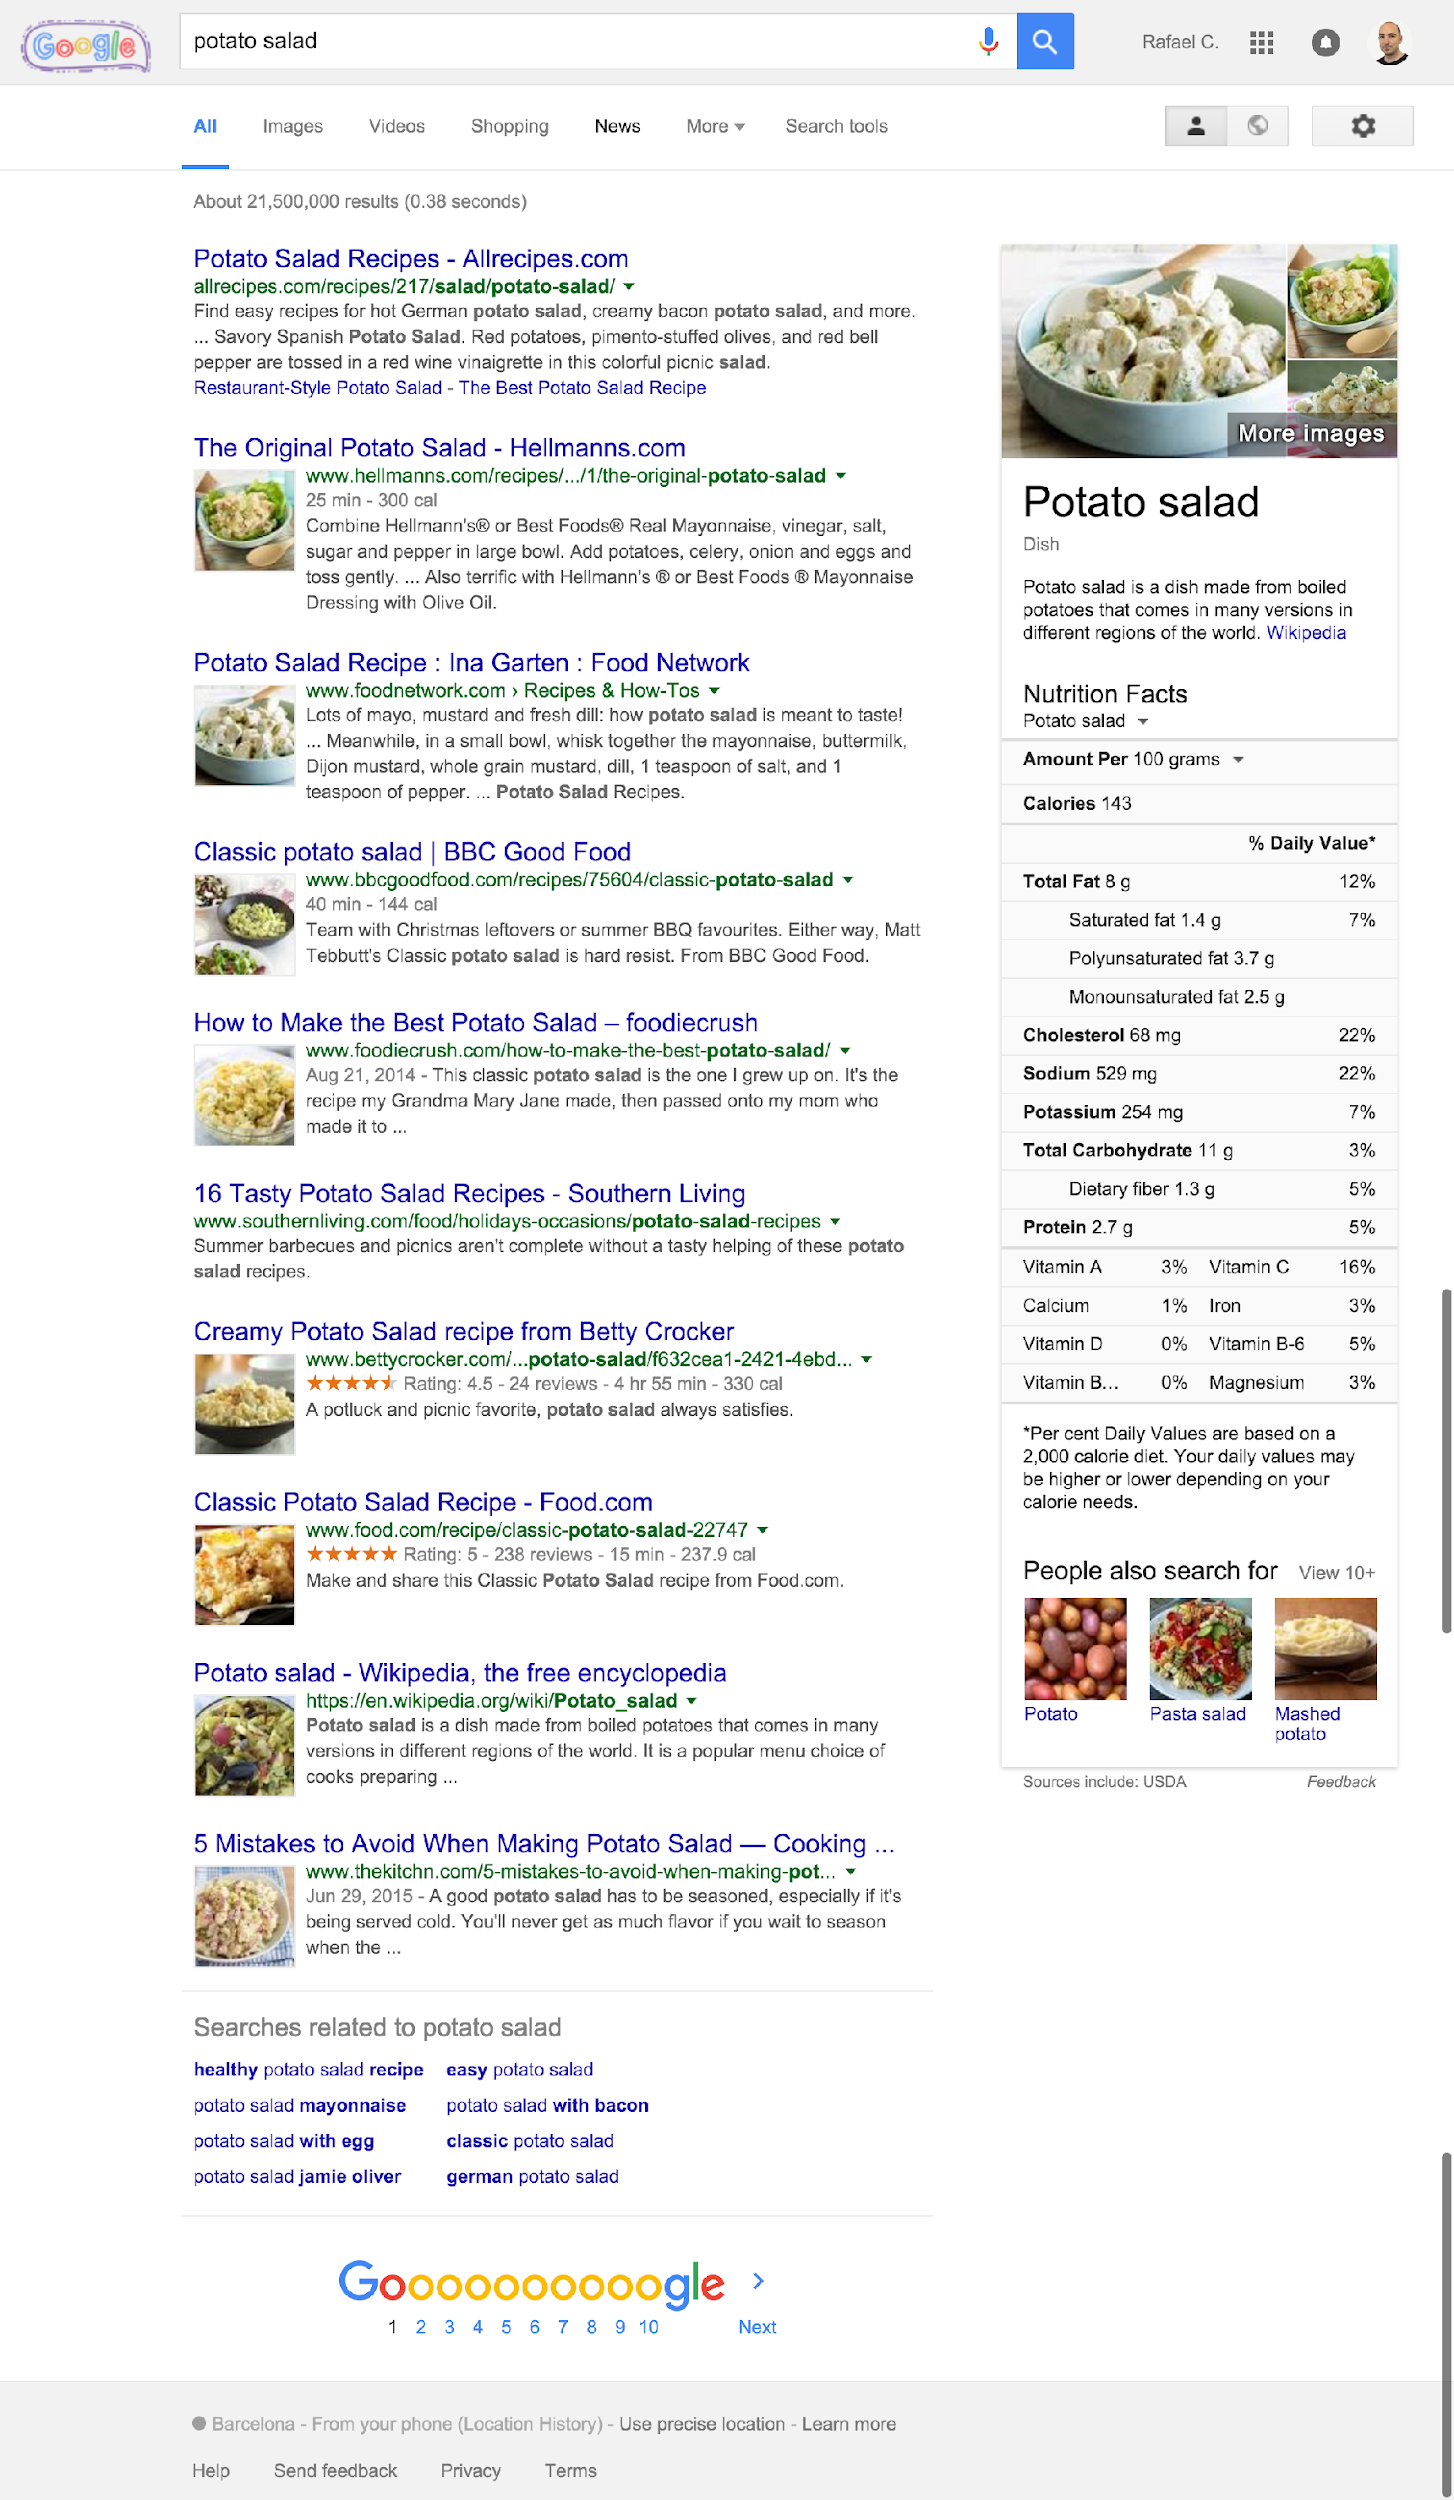 Google
potato salad
Rafael C.
All Images Videos Shopping News More Search tools
About 21,500,000 results (0.38 seconds)
Potato Salad Recipes - Allrecipes.com
allrecipes.com/recipes/217/salad/potato-salad/
Find easy recipes for hot German potato salad, creamy bacon potato salad, and more.
... Savory Spanish Potato Salad. Red potatoes, pimento-stuffed olives, and red bell
pepper are tossed in a red wine vinaigrette in this colorful picnic salad.
Restaurant-Style Potato Salad - The Best Potato Salad Recipe
The Original Potato Salad - Hellmanns.com
www.hellmanns.com/recipes/.../1/the-original-potato-salad
25 min - 300 cal
Combine Hellmann's® or Best Foods® Real Mayonnaise, vinegar, salt,
sugar and pepper in large bowl. Add potatoes, celery, onion and eggs and
toss gently. ... Also terrific with Hellmann's ® or Best Foods ® Mayonnaise
Dressing with Olive Oil.
Potato Salad Recipe : Ina Garten : Food Network
www.foodnetwork.com › Recipes & How-Tos
Lots of mayo, mustard and fresh dill: how potato salad is meant to taste!
... Meanwhile, in a small bowl, whisk together the mayonnaise, buttermilk,
Dijon mustard, whole grain mustard, dill, 1 teaspoon of salt, and 1
teaspoon of pepper. ... Potato Salad Recipes.
Classic potato salad | BBC Good Food
www.bbcgoodfood.com/recipes/75604/classic-potato-salad
40 min - 144 cal
Team with Christmas leftovers or summer BBQ favourites. Either way, Matt
Tebbutt's Classic potato salad is hard resist. From BBC Good Food.
How to Make the Best Potato Salad – foodiecrush
www.foodiecrush.com/how-to-make-the-best-potato-salad/
Aug 21, 2014 - This classic potato salad is the one I grew up on. It's the
recipe my Grandma Mary Jane made, then passed onto my mom who
made it to ...
16 Tasty Potato Salad Recipes - Southern Living
www.southernliving.com/food/holidays-occasions/potato-salad-recipes
Summer barbecues and picnics aren't complete without a tasty helping of these potato
salad recipes.
Creamy Potato Salad recipe from Betty Crocker
www.bettycrocker.com/...potato-salad/f632cea1-2421-4ebd...
Rating: 4.5 - 24 reviews - 4 hr 55 min - 330 cal
A potluck and picnic favorite, potato salad always satisfies.
Classic Potato Salad Recipe - Food.com
www.food.com/recipe/classic-potato-salad-22747
Rating: 5 - 238 reviews - 15 min - 237.9 cal
Make and share this Classic Potato Salad recipe from Food.com.
Potato salad - Wikipedia, the free encyclopedia
https://en.wikipedia.org/wiki/Potato_salad
Potato salad is a dish made from boiled potatoes that comes in many
versions in different regions of the world. It is a popular menu choice of
cooks preparing ...
5 Mistakes to Avoid When Making Potato Salad — Cooking ...
www.thekitchn.com/5-mistakes-to-avoid-when-making-pot...
Jun 29, 2015 - A good potato salad has to be seasoned, especially if it's
being served cold. You'll never get as much flavor if you wait to season
when the ...
Searches related to potato salad
healthy potato salad recipe easy potato salad
potato salad mayonnaise potato salad with bacon
potato salad with egg classic potato salad
potato salad jamie oliver german potato salad
Goooooooooogle
1 2 3 4 5 6 7 8 9 10 Next
More images
Potato salad
Dish
Potato salad is a dish made from boiled
potatoes that comes in many versions in
different regions of the world. Wikipedia
Nutrition Facts
Potato salad
Amount Per 100 grams
Calories 143
% Daily Value*
Total Fat 8 g 12%
Saturated fat 1.4 g 7%
Polyunsaturated fat 3.7 g
Monounsaturated fat 2.5 g
Cholesterol 68 mg 22%
Sodium 529 mg 22%
Potassium 254 mg 7%
Total Carbohydrate 11 g 3%
Dietary fiber 1.3 g 5%
Protein 2.7 g 5%
Vitamin A 3% Vitamin C 16%
Calcium 1% Iron 3%
Vitamin D 0% Vitamin B-6 5%
Vitamin B... 0% Magnesium 3%
*Per cent Daily Values are based on a
2,000 calorie diet. Your daily values may
be higher or lower depending on your
calorie needs.
People also search for View 10+
Potato Pasta salad Mashed
potato
Sources include: USDA Feedback
Barcelona - From your phone (Location History) - Use precise location - Learn more
Help Send feedback Privacy Terms